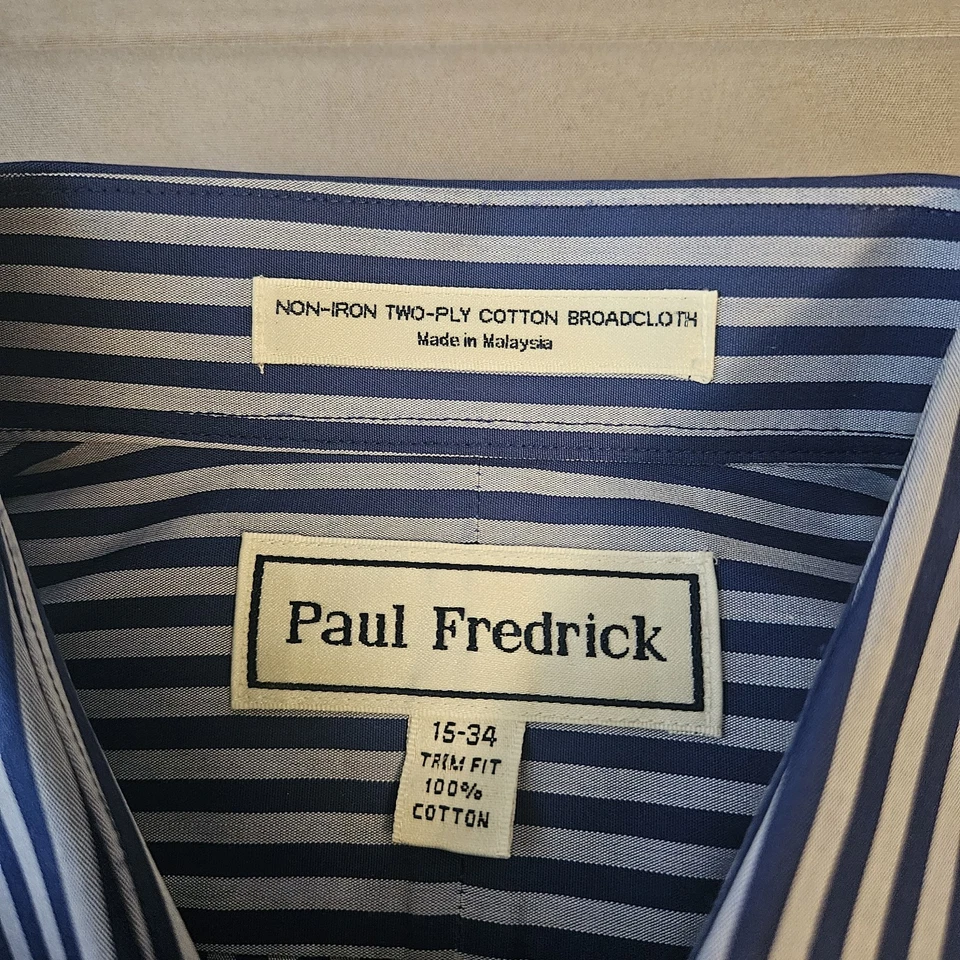 NON-IRON TWO-PLY COTTON BROADCLOTH
Made in Malaysia
Paul Fredrick
15-34
TRIM FIT
100%
COTTON